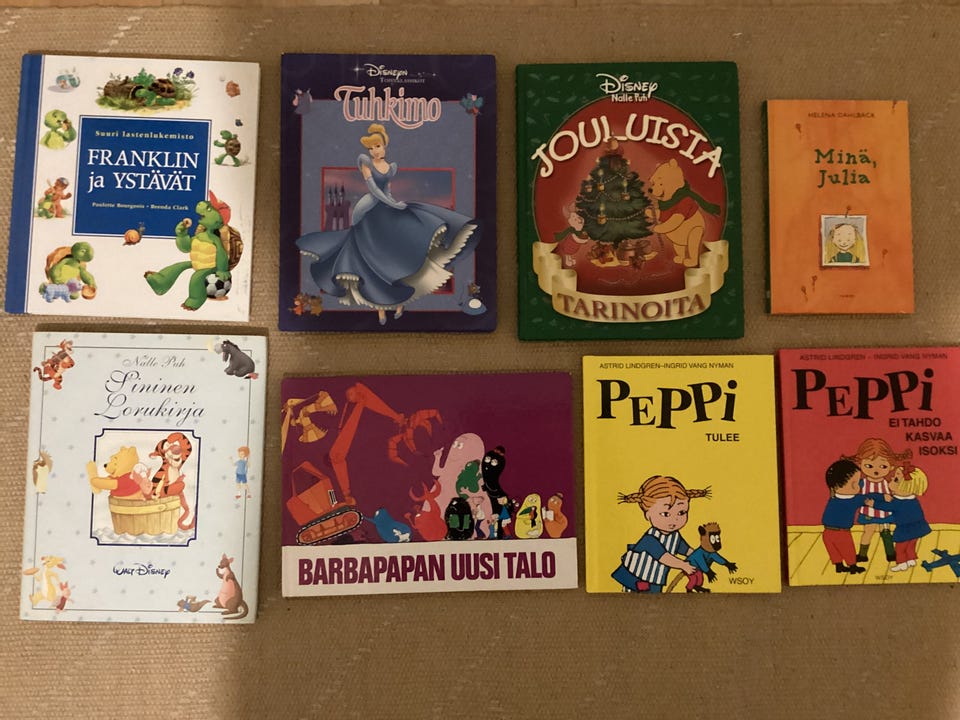 Suuri lastenlukemisto
FRANKLIN
ja YSTÄVÄT
Paulette Bourgeois • Brenda Clark
DISNEYN
TOIVEKLASSIKOT
Tuhkimo
DISNEY
Nalle Puh
JOULUISIA
TARINOITA
HELENA DAHLBÄCK
Minä,
Julia
Nalle Puh
Sininen
Lorukirja
WALT DISNEY
BARBAPAPAN UUSI TALO
ASTRID LINDGREN-INGRID VANG NYMAN
PEPPi
TULEE
WSOY
ASTRID LINDGREN - INGRID VANG NYMAN
PEPPi
EI TAHDO
KASVAA
ISOKSI
WSOY